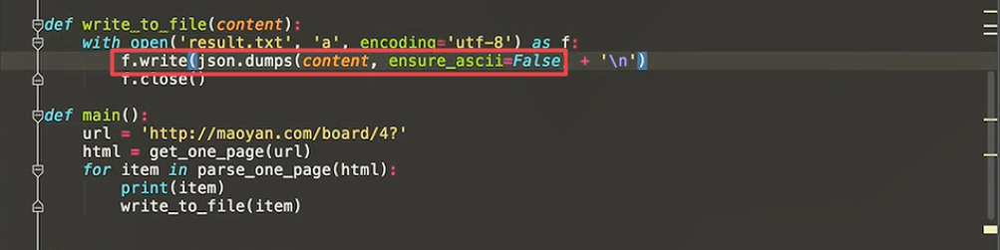 def write_to_file(content):
    with open('result.txt', 'a', encoding='utf-8') as f:
        f.write(json.dumps(content, ensure_ascii=False) + '\n')
        f.close()
def main():
    url = 'http://maoyan.com/board/4?'
    html = get_one_page(url)
    for item in parse_one_page(html):
        print(item)
        write_to_file(item)